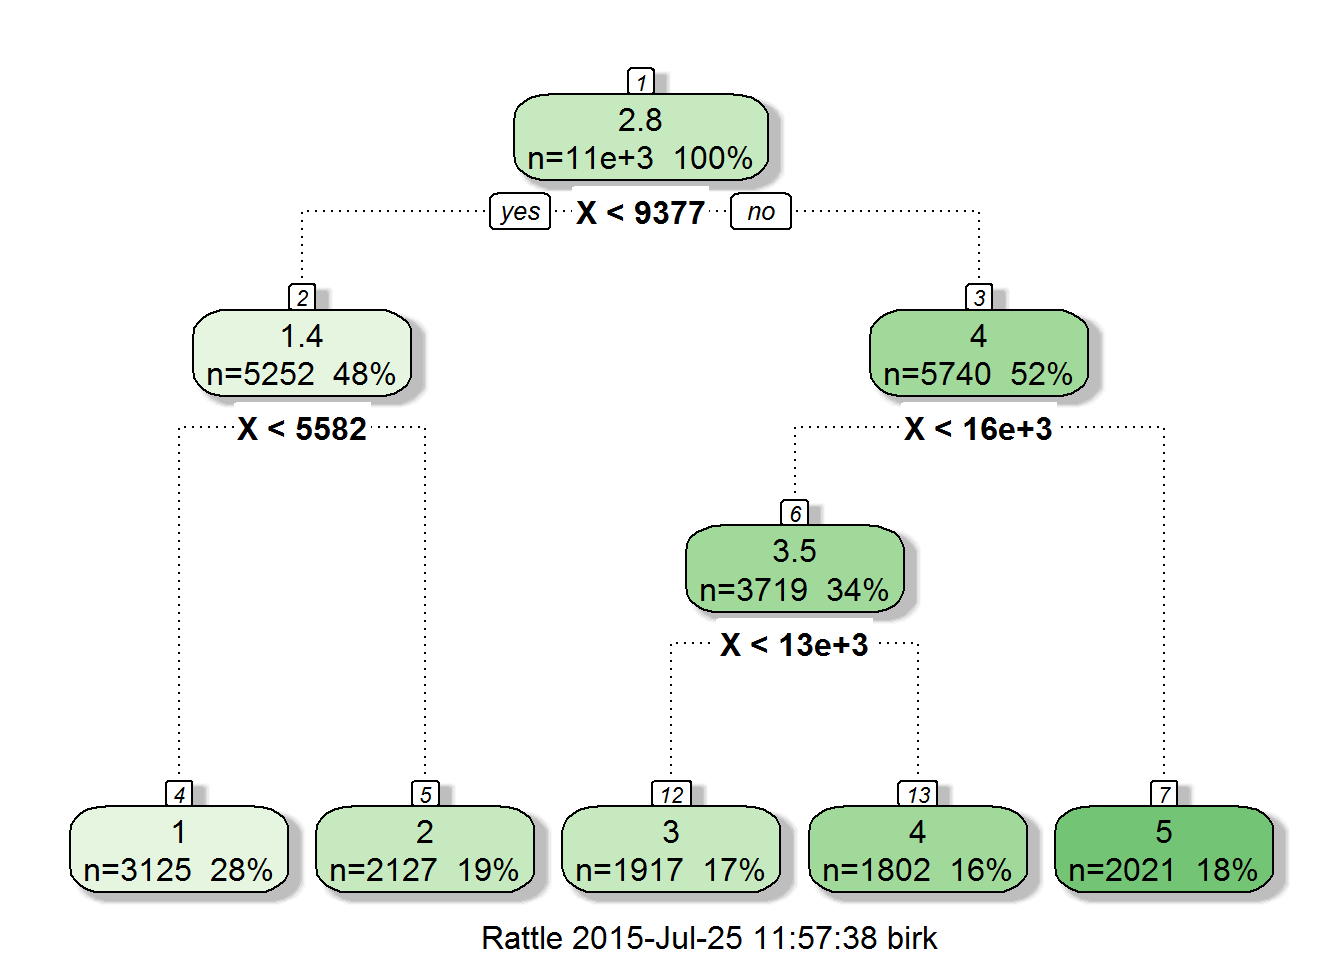 1
2.8
n=11e+3 100%
yes X < 9377 no
2
1.4
n=5252 48%
3
4
n=5740 52%
X < 5582
X < 16e+3
6
3.5
n=3719 34%
X < 13e+3
4
1
n=3125 28%
5
2
n=2127 19%
12
3
n=1917 17%
13
4
n=1802 16%
7
5
n=2021 18%
Rattle 2015-Jul-25 11:57:38 birk